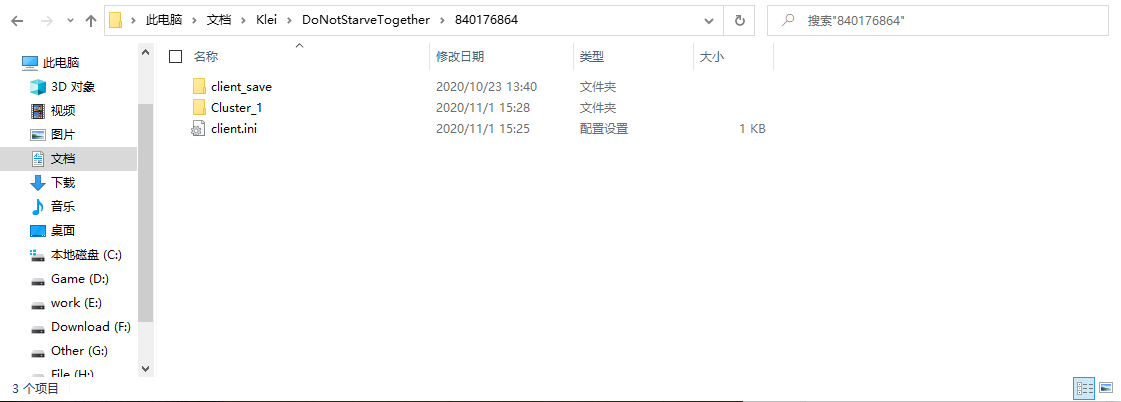 此电脑 › 文档 › Klei › DoNotStarveTogether › 840176864
搜索"840176864"
此电脑
3D 对象
视频
图片
文档
下载
音乐
桌面
本地磁盘 (C:)
Game (D:)
work (E:)
Download (F:)
Other (G:)
File (H:)
名称 修改日期 类型 大小
client_save 2020/10/23 13:40 文件夹
Cluster_1 2020/11/1 15:28 文件夹
client.ini 2020/11/1 15:25 配置设置 1 KB
3 个项目